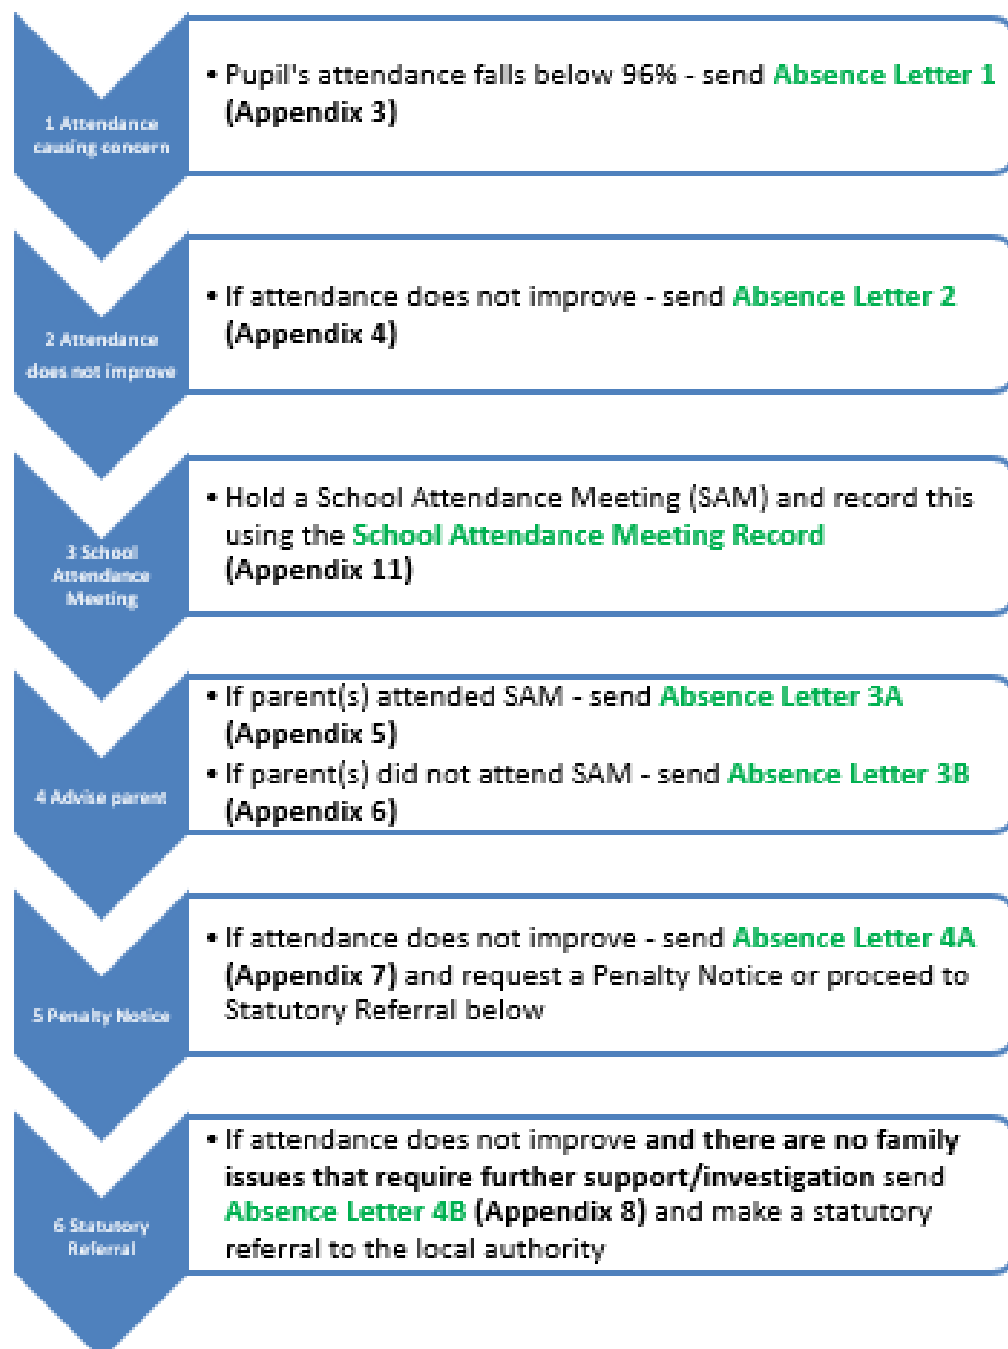 1 Attendance
causing concern
• Pupil's attendance falls below 96% - send Absence Letter 1
(Appendix 3)
2 Attendance
does not improve
• If attendance does not improve - send Absence Letter 2
(Appendix 4)
3 School
Attendance
Meeting
• Hold a School Attendance Meeting (SAM) and record this
using the School Attendance Meeting Record
(Appendix 11)
4 Advise parent
• If parent(s) attended SAM - send Absence Letter 3A
(Appendix 5)
• If parent(s) did not attend SAM - send Absence Letter 3B
(Appendix 6)
5 Penalty Notice
• If attendance does not improve - send Absence Letter 4A
(Appendix 7) and request a Penalty Notice or proceed to
Statutory Referral below
6 Statutory
Referral
• If attendance does not improve and there are no family
issues that require further support/investigation send
Absence Letter 4B (Appendix 8) and make a statutory
referral to the local authority